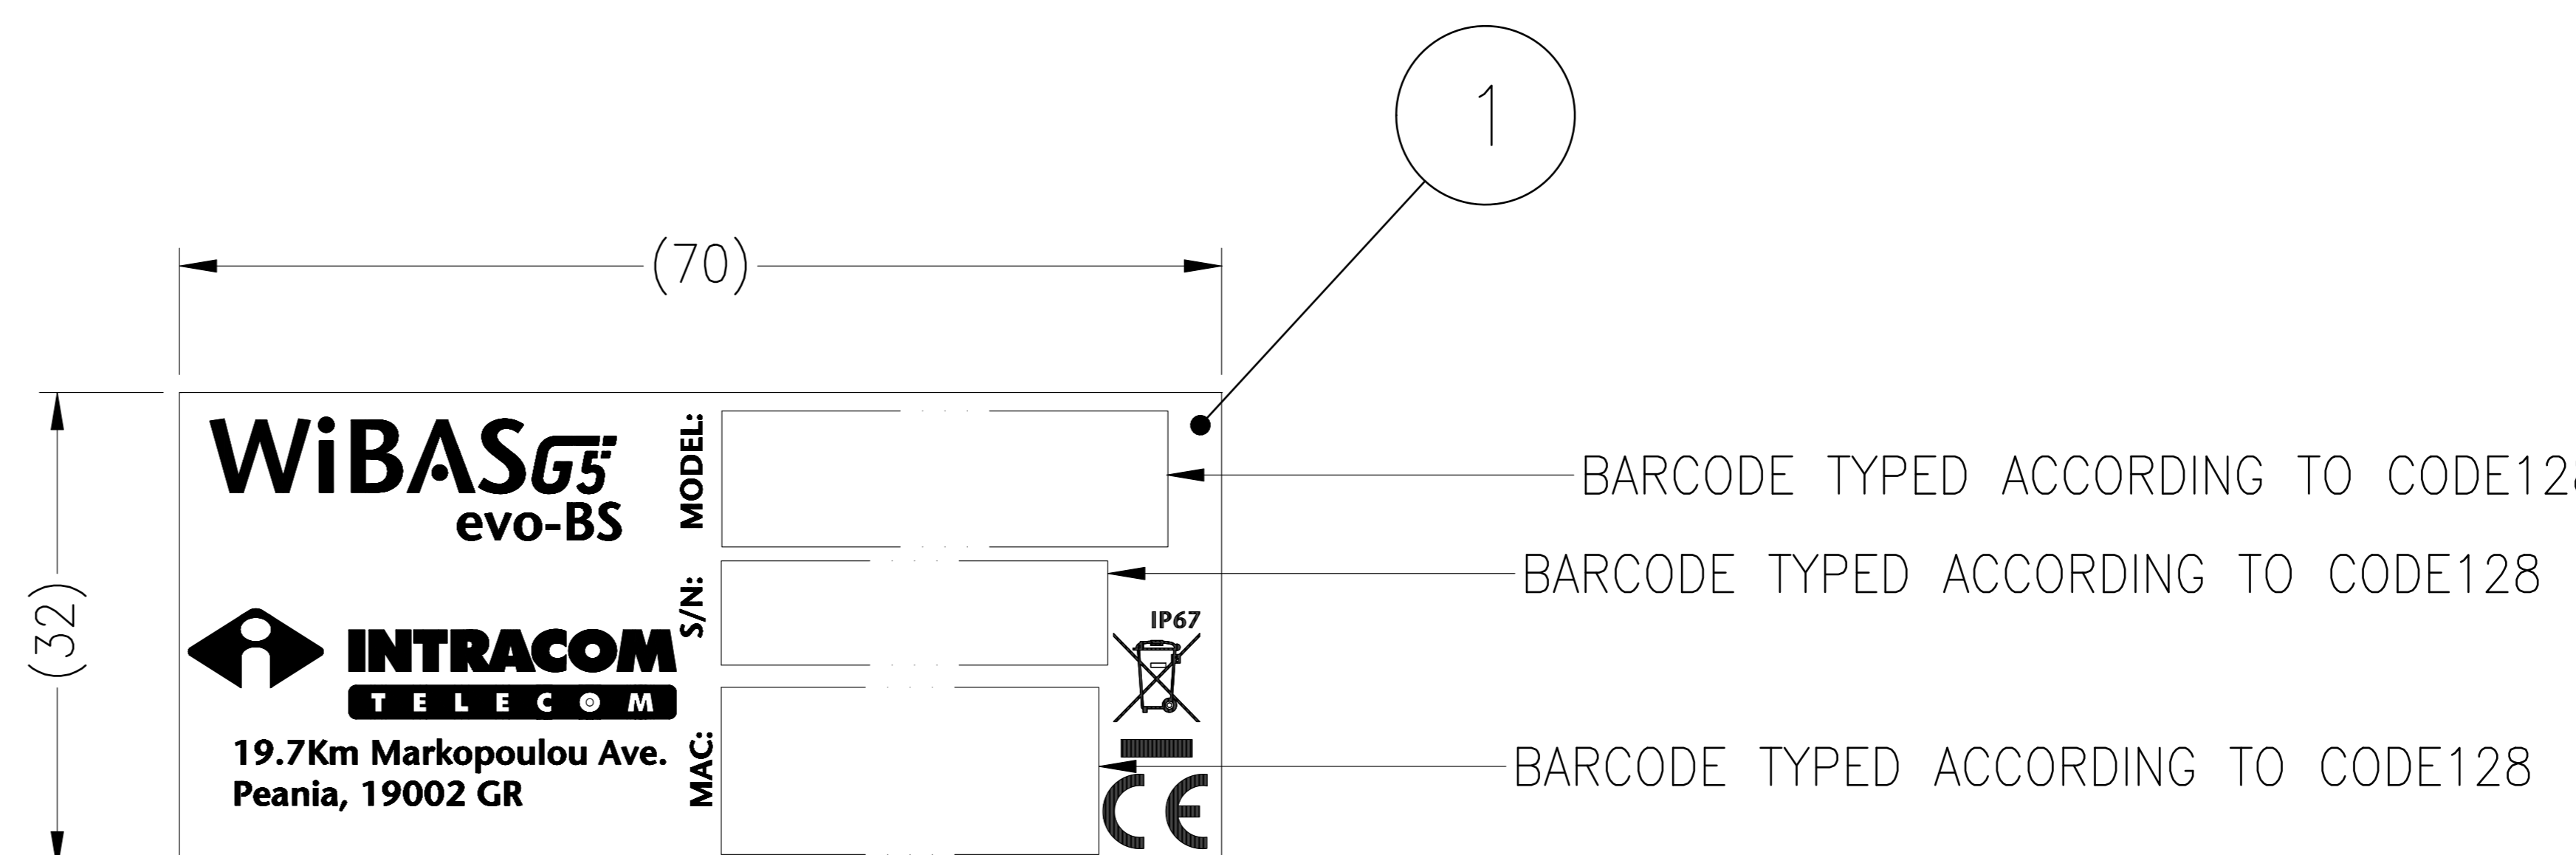 1
(70)
WiBAS G5
evo-BS
MODEL:
BARCODE TYPED ACCORDING TO
BARCODE TYPED ACCORDING TO CODE128
S/N:
(32)
IP67
INTRACOM
TELECOM
MAC:
BARCODE TYPED ACCORDING TO CODE128
19.7Km Markopoulou Ave.
Peania, 19002 GR
CE